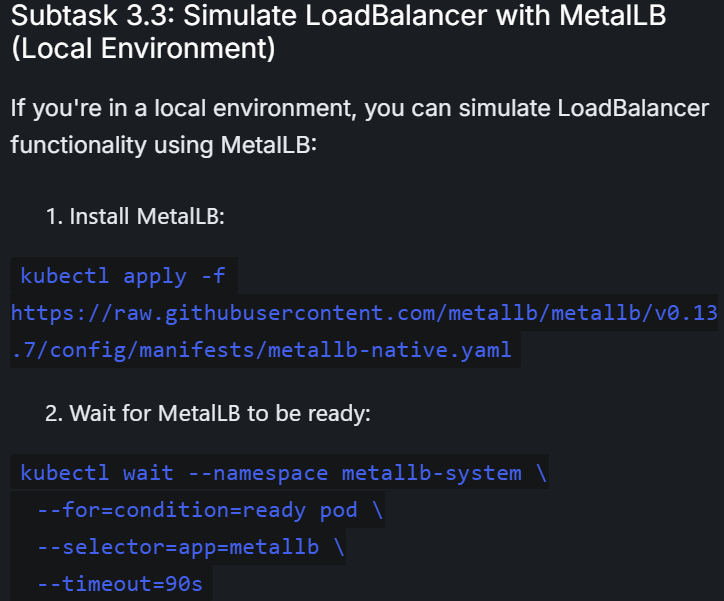 Subtask 3.3: Simulate LoadBalancer with MetalLB
(Local Environment)
If you're in a local environment, you can simulate LoadBalancer
functionality using MetalLB:
1. Install MetalLB:
kubectl apply -f
https://raw.githubusercontent.com/metallb/metallb/v0.13
.7/config/manifests/metallb-native.yaml
2. Wait for MetalLB to be ready:
kubectl wait --namespace metallb-system \
--for=condition=ready pod \
--selector=app=metallb \
--timeout=90s